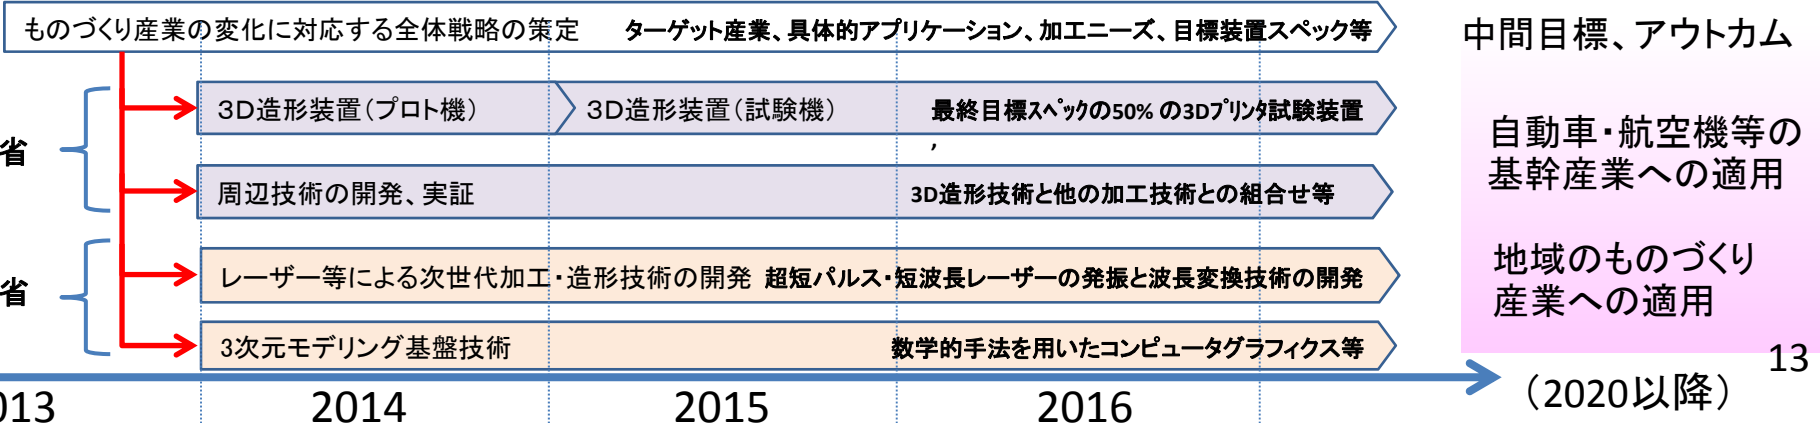 ものづくり産業の変化に対応する全体戦略の策定 ターゲット産業、具体的アプリケーション、加工ニーズ、目標装置スペック等
中間目標、アウトカム
3D造形装置(プロト機) 3D造形装置(試験機) 最終目標スペックの50% の3Dプリンタ試験装置
,
省
自動車・航空機等の
基幹産業への適用
周辺技術の開発、実証 3D造形技術と他の加工技術との組合せ等
レーザー等による次世代加工・造形技術の開発 超短パルス・短波長レーザーの発振と波長変換技術の開発
省
地域のものづくり
産業への適用
3次元モデリング基盤技術 数学的手法を用いたコンピュータグラフィクス等
13
013 2014 2015 2016 (2020以降)